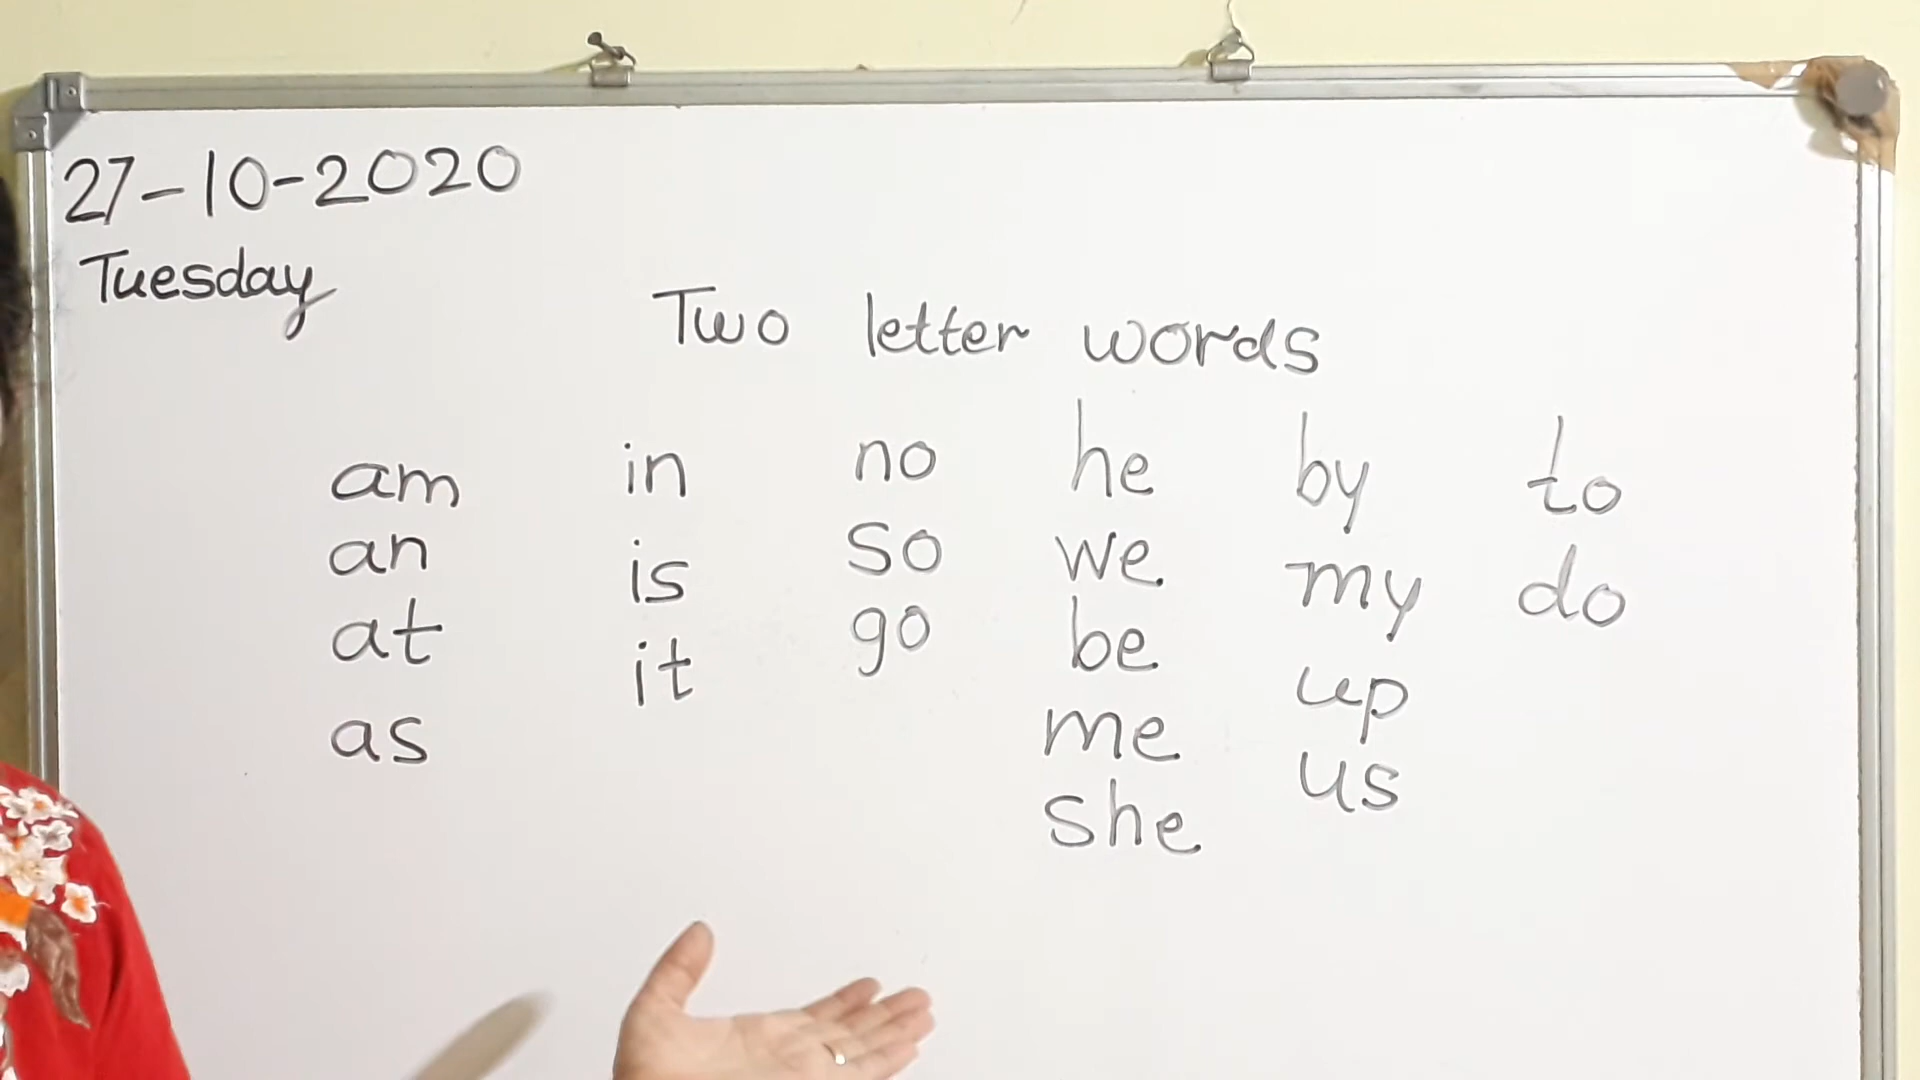 27-10-2020
Tuesday
Two letter words
am in no he by to
an is so we my do
at it go be up
as me us
she